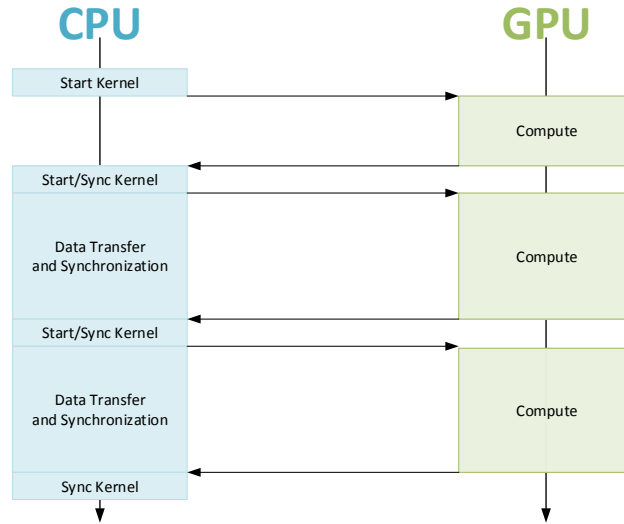 CPU
GPU
Start Kernel
Compute
Start/Sync Kernel
Data Transfer
and Synchronization
Compute
Start/Sync Kernel
Data Transfer
and Synchronization
Compute
Sync Kernel